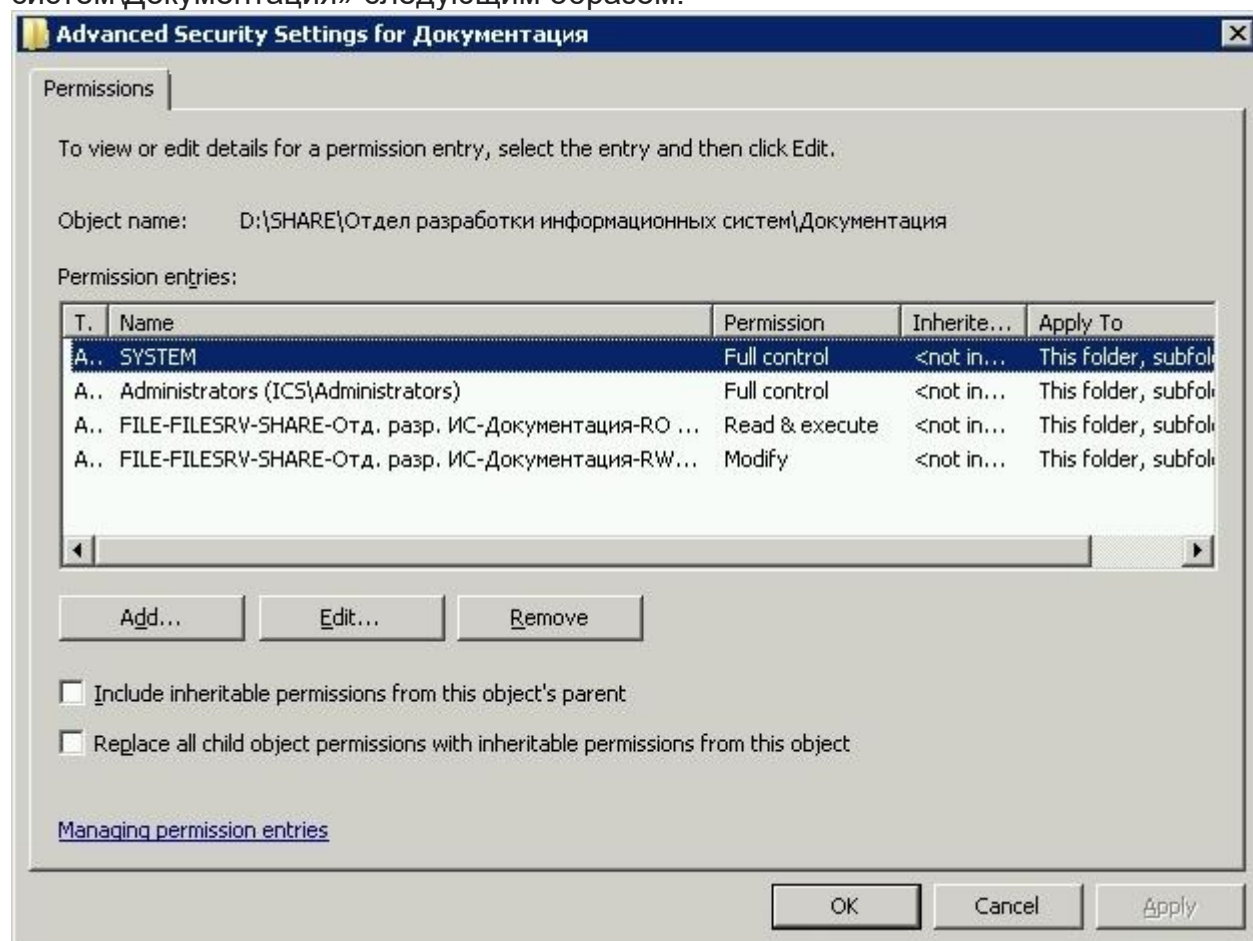 систем\Документация» следующим образом:
Advanced Security Settings for Документация
Permissions
To view or edit details for a permission entry, select the entry and then click Edit.
Object name: D:\SHARE\Отдел разработки информационных систем\Документация
Permission entries:
T. Name Permission Inherite... Apply To
A.. SYSTEM Full control <not in... This folder, subfol
A.. Administrators (ICS\Administrators) Full control <not in... This folder, subfol
A.. FILE-FILESRV-SHARE-Отд. разр. ИС-Документация-RO ... Read & execute <not in... This folder, subfol
A.. FILE-FILESRV-SHARE-Отд. разр. ИС-Документация-RW... Modify <not in... This folder, subfol
Add... Edit... Remove
Include inheritable permissions from this object's parent
Replace all child object permissions with inheritable permissions from this object
Managing permission entries
OK Cancel Apply